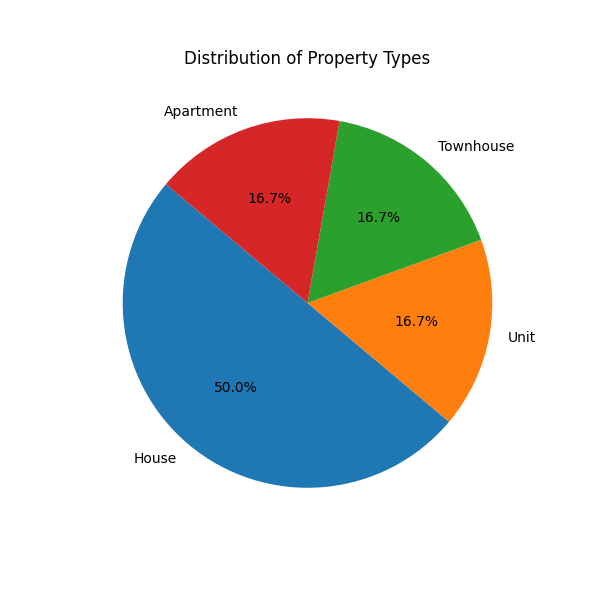 Distribution of Property Types
Apartment
Townhouse
16.7%
16.7%
16.7%
Unit
50.0%
House